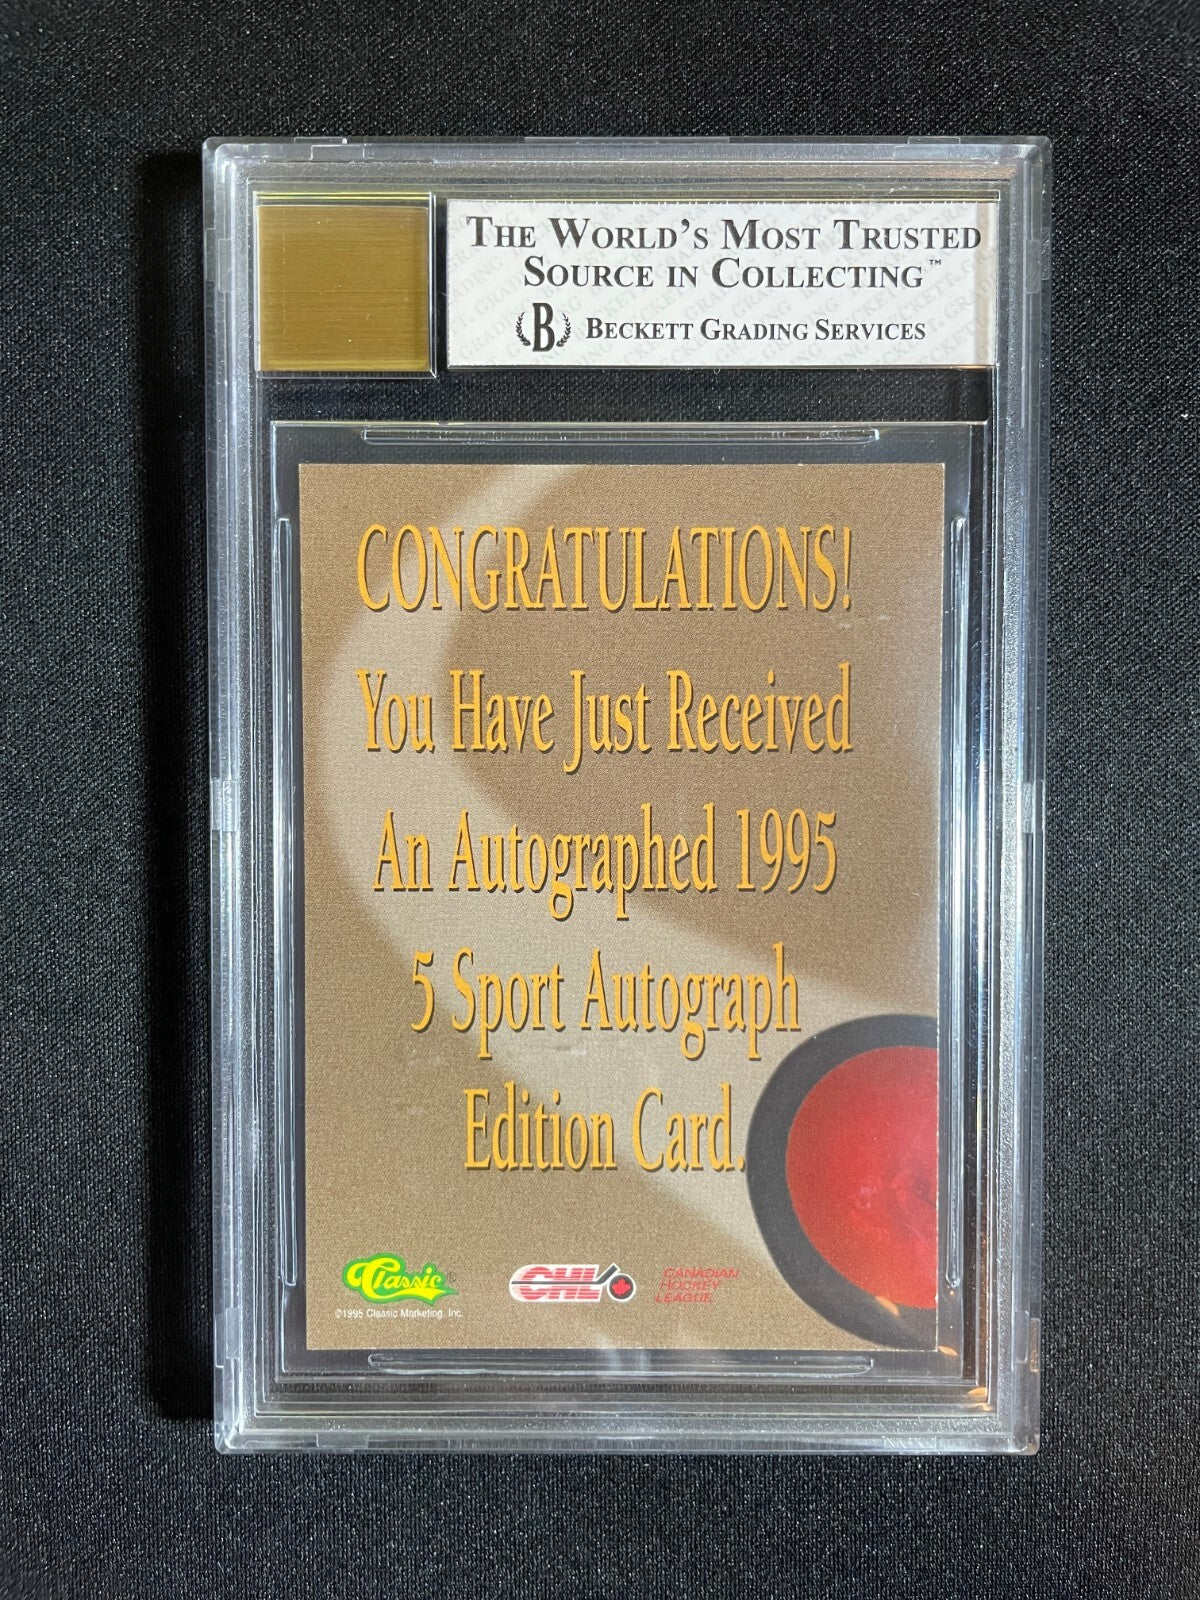 THE WORLD'S MOST TRUSTED
SOURCE IN COLLECTING™
B BECKETT GRADING SERVICES
CONGRATULATIONS!
You Have Just Received
An Autographed 1995
5 Sport Autograph
Edition Card.
Classic®
©1995 Classic Marketing, Inc.
CHL
CANADIAN
HOCKEY
LEAGUE